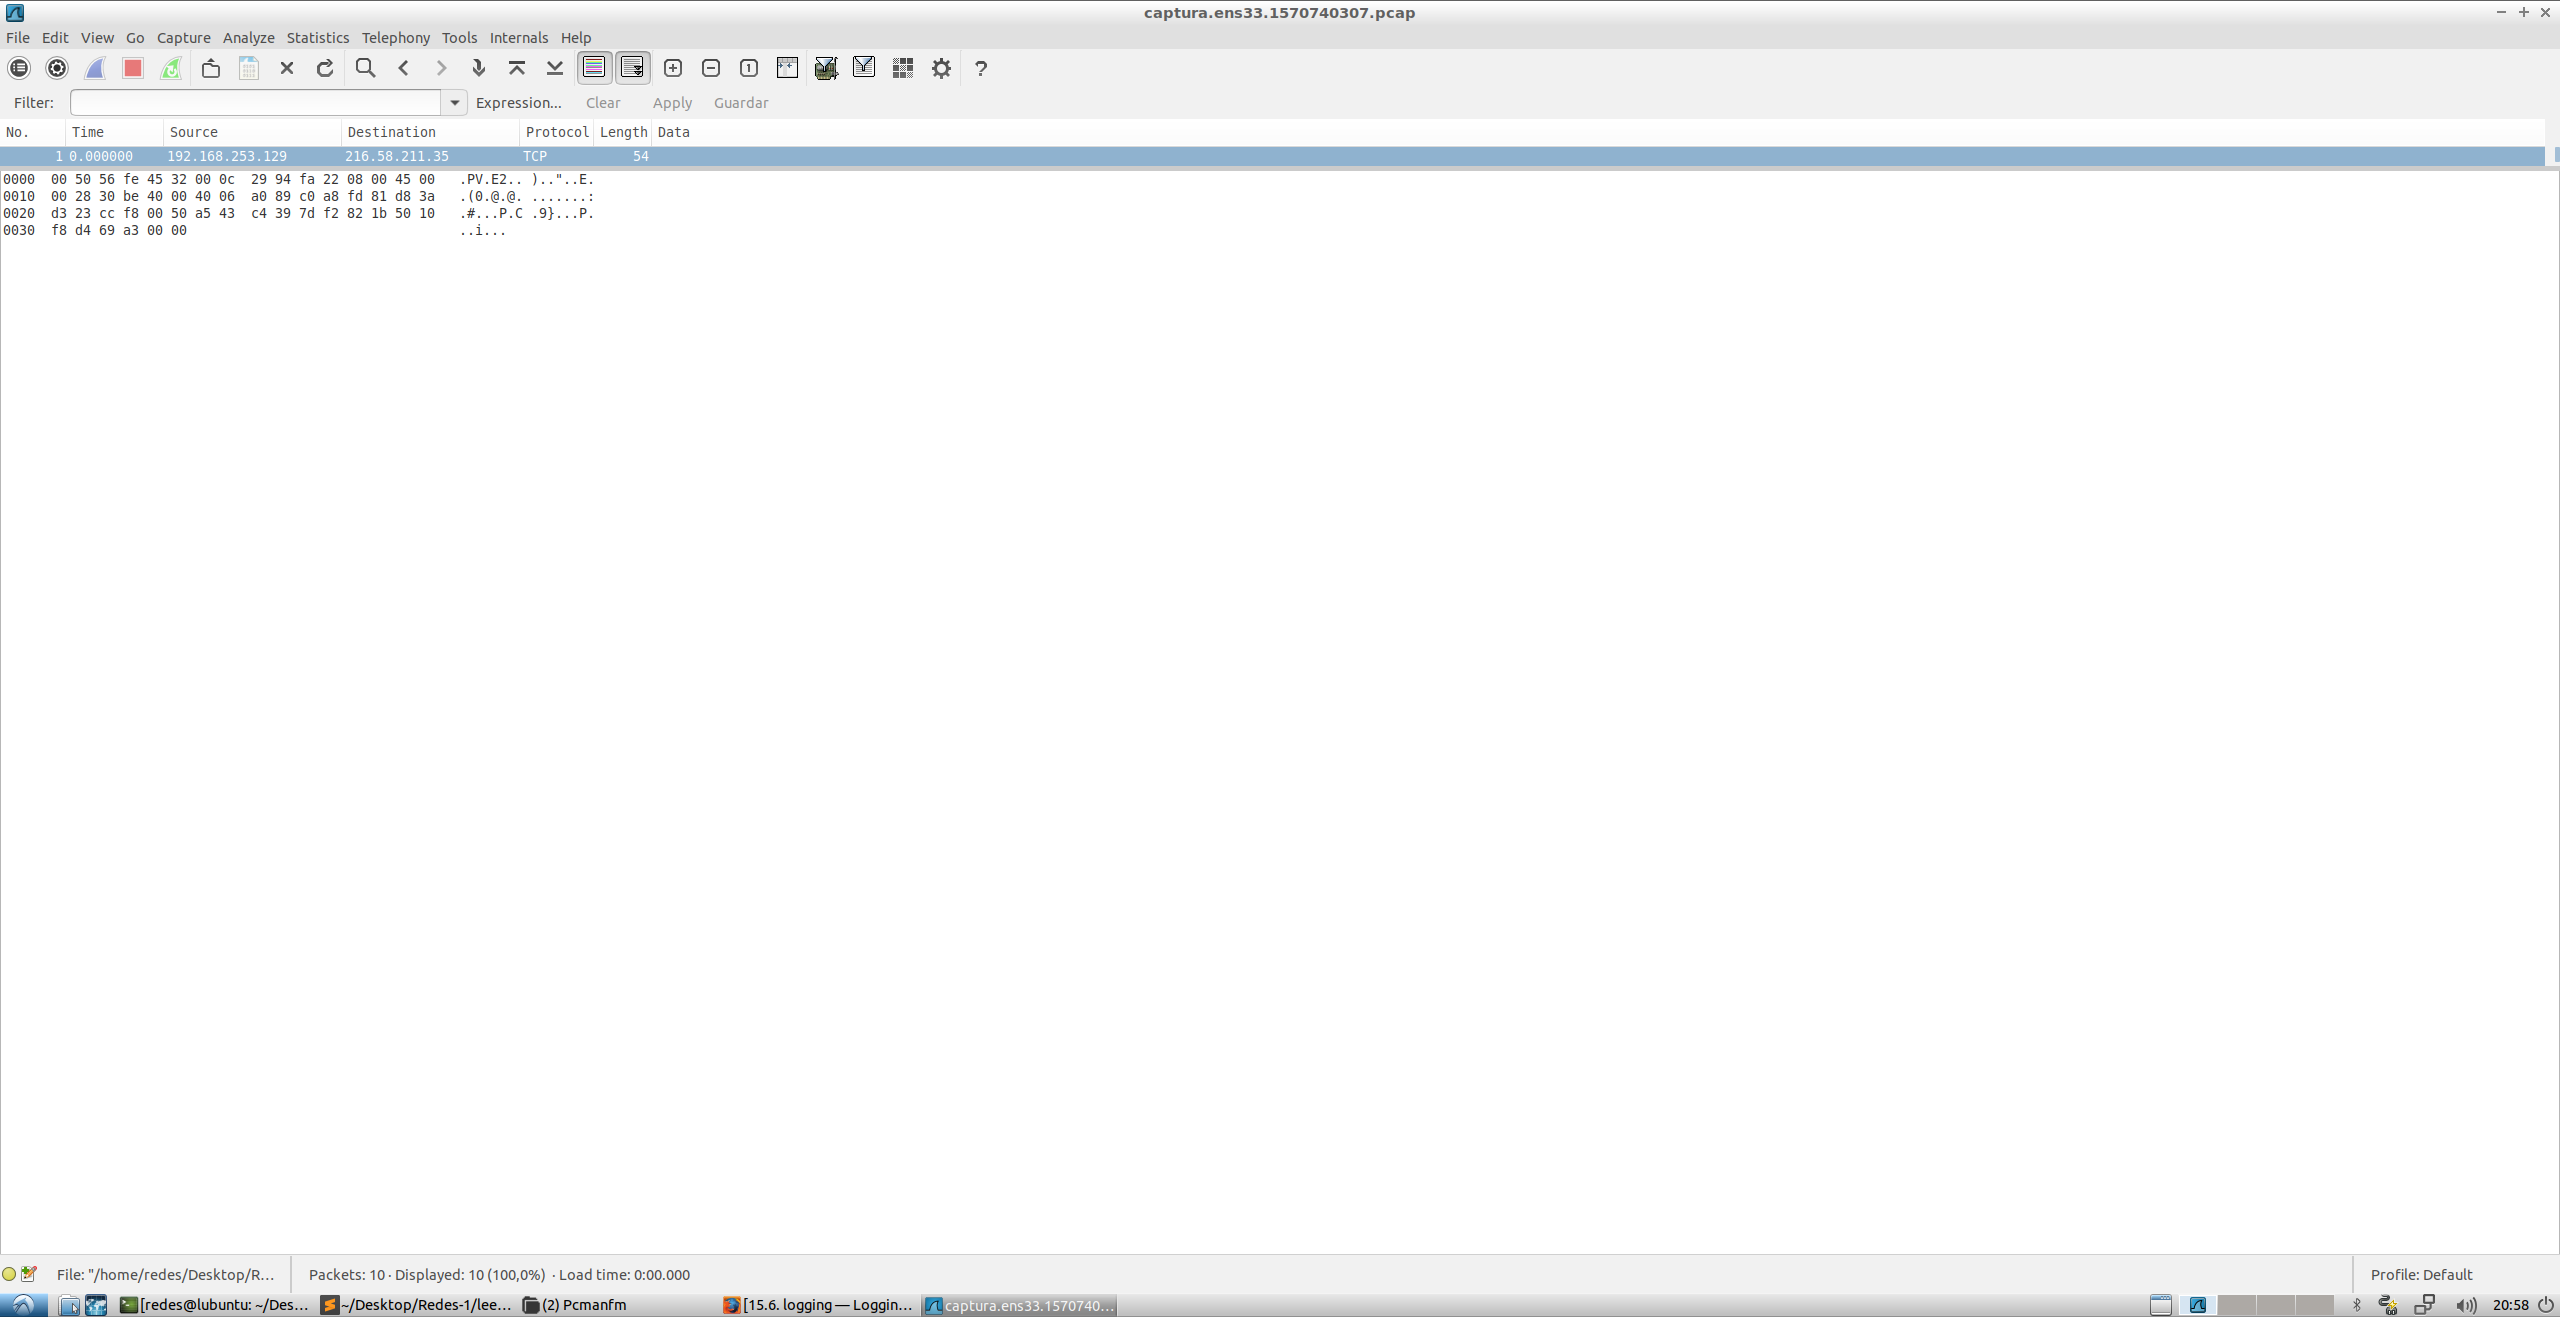 captura.ens33.1570740307.pcap
File Edit View Go Capture Analyze Statistics Telephony Tools Internals Help
Filter: Expression... Clear Apply Guardar
No. Time Source Destination Protocol Length Data
1 0.000000 192.168.253.129 216.58.211.35 TCP 54
0000 00 50 56 fe 45 32 00 0c 29 94 fa 22 08 00 45 00 .PV.E2.. )..".​.E.
0010 00 28 30 be 40 00 40 06 a0 89 c0 a8 fd 81 d8 3a .(0.@.@. .......:
0020 d3 23 cc f8 00 50 a5 43 c4 39 7d f2 82 1b 50 10 .#...P.C .9}...P.
0030 f8 d4 69 a3 00 00 ..i...
File: "/home/redes/Desktop/R... Packets: 10 · Displayed: 10 (100,0%) · Load time: 0:00.000 Profile: Default
[redes@lubuntu: ~/Des... ~/Desktop/Redes-1/lee... (2) Pcmanfm [15.6. logging — Loggin... captura.ens33.1570740... 20:58